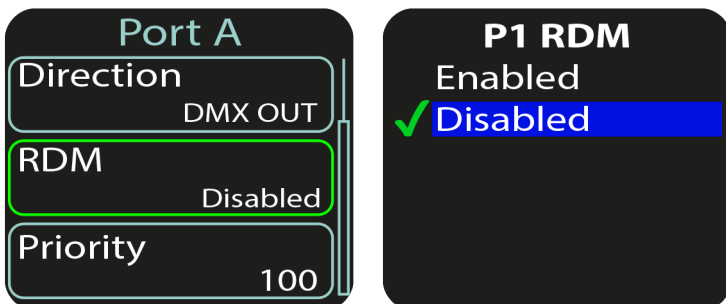 Port A
Direction
DMX OUT
RDM
Disabled
Priority
100
P1 RDM
Enabled
Disabled